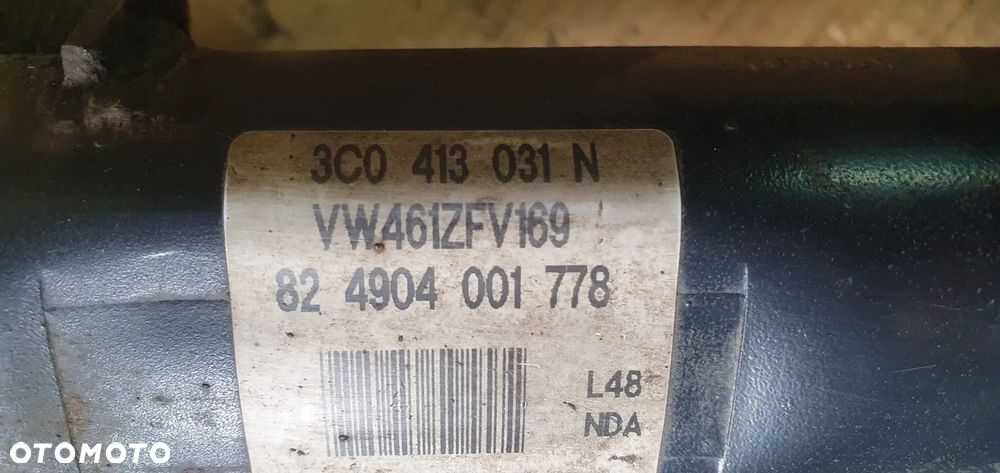 3C0 413 031 N
VW461ZFV169
82 4904 001 778
L48
NDA
OTOMOTO